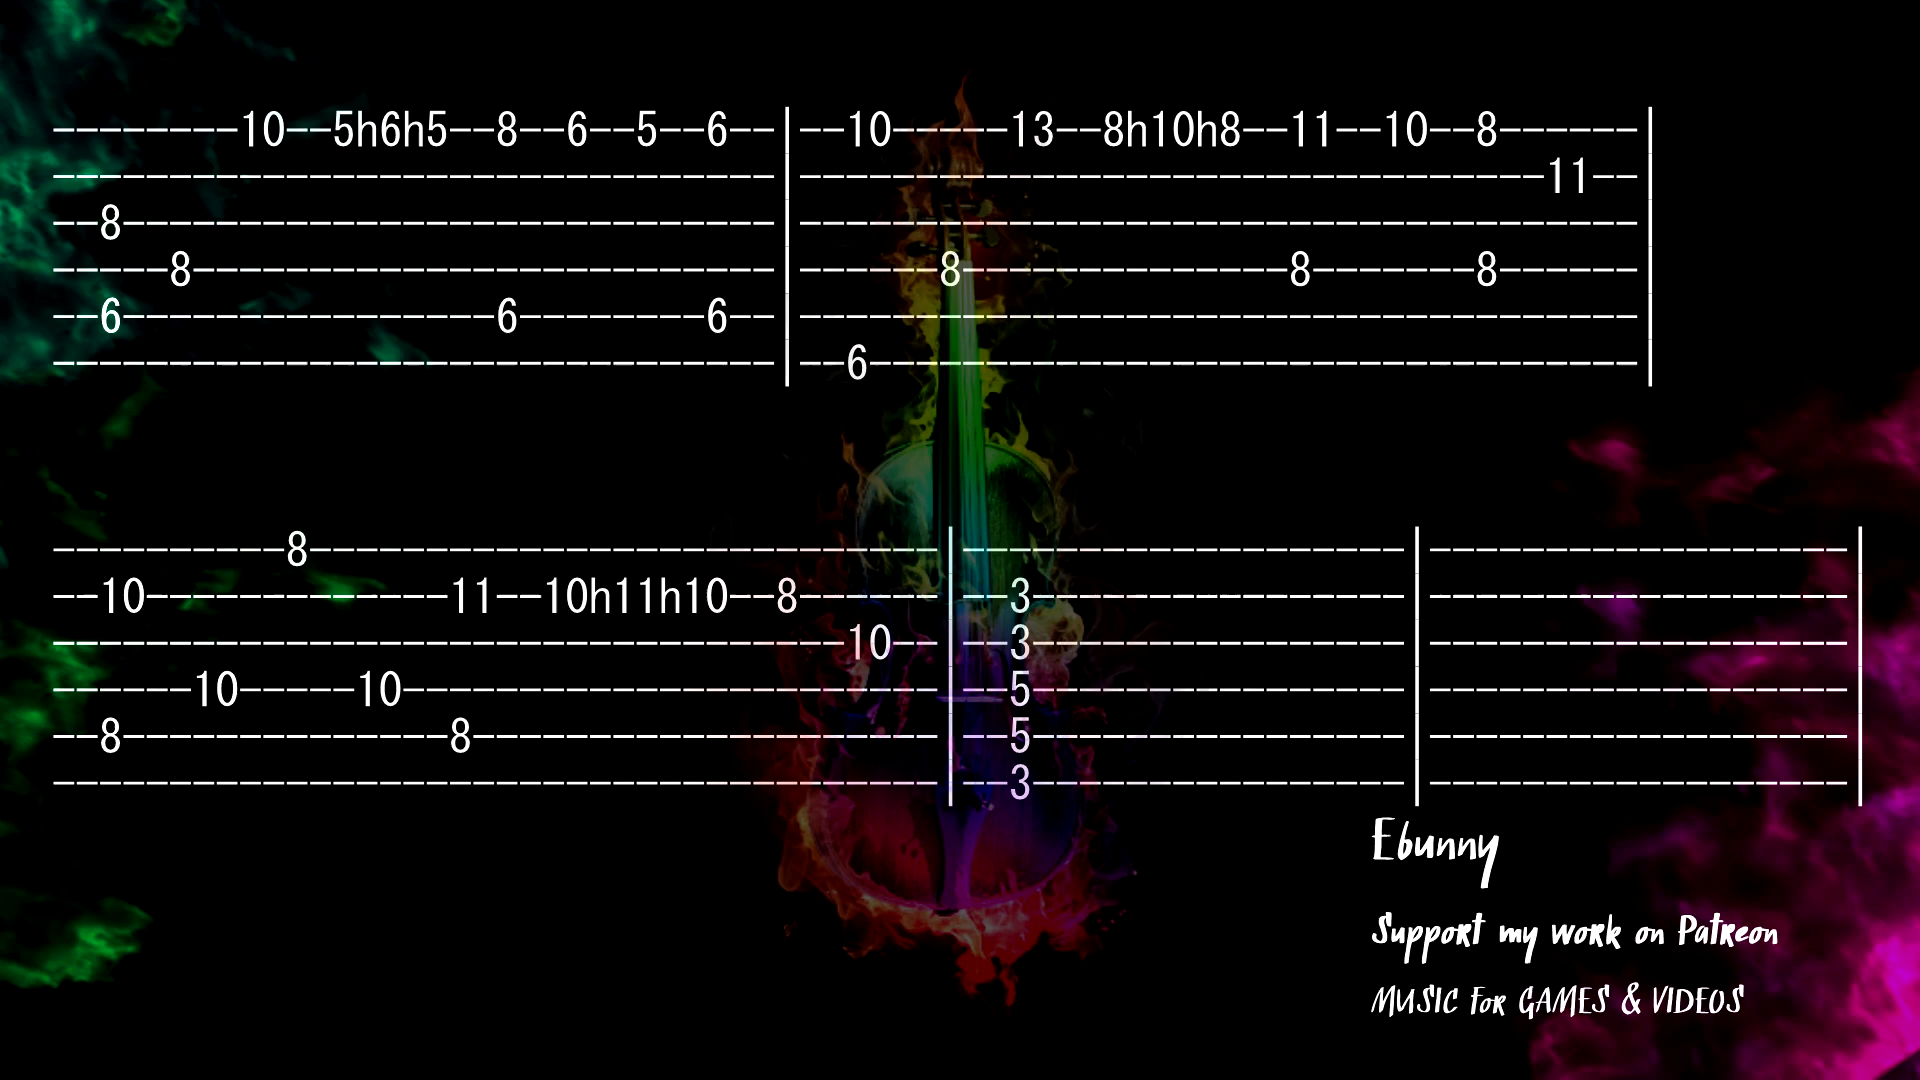 --------10--5h6h5--8--6--5--6--|--10-----13--8h10h8--11--10--8------|
-------------------------------|--------------------------------11--|
--8----------------------------|------------------------------------|
-----8-------------------------|------8--------------8-------8------|
--6----------------6--------6--|------------------------------------|
-------------------------------|--6---------------------------------|
----------8---------------------------|-------------------|------------------|
--10-------------11--10h11h10--8------|--3----------------|------------------|
----------------------------------10--|--3----------------|------------------|
------10-----10-----------------------|--5----------------|------------------|
--8--------------8--------------------|--5----------------|------------------|
--------------------------------------|--3----------------|------------------|
Ebunny
Support my work on Patreon
MUSIC FOR GAMES & VIDEOS